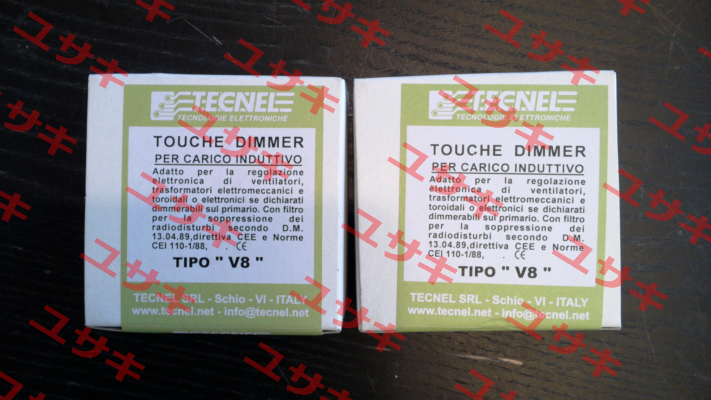 TECNEL
TECNOLOGIE ELETTRONICHE
TOUCHE DIMMER
PER CARICO INDUTTIVO
Adatto per la regolazione
elettronica di ventilatori,
trasformatori elettromeccanici e
toroidali o elettronici se dichiarati
dimmerabili sul primario. Con filtro
per la soppressione dei
radiodisturbi secondo D.M.
13.04.89,direttiva CEE e Norme
CEI 110-1/88, . CE
TIPO " V8 "
TECNEL SRL - Schio - VI - ITALY
www.tecnel.net - info@tecnel.net
TECNEL
TECNOLOGIE ELETTRONICHE
TOUCHE DIMMER
PER CARICO INDUTTIVO
Adatto per la regolazione
elettronica di ventilatori,
trasformatori elettromeccanici e
toroidali o elettronici se dichiarati
dimmerabili sul primario. Con filtro
per la soppressione dei
radiodisturbi secondo D.M.
13.04.89,direttiva CEE e Norme
CEI 110-1/88, . CE
TIPO " V8 "
TECNEL SRL - Schio - VI - ITALY
www.tecnel.net - info@tecnel.net
ユサキ